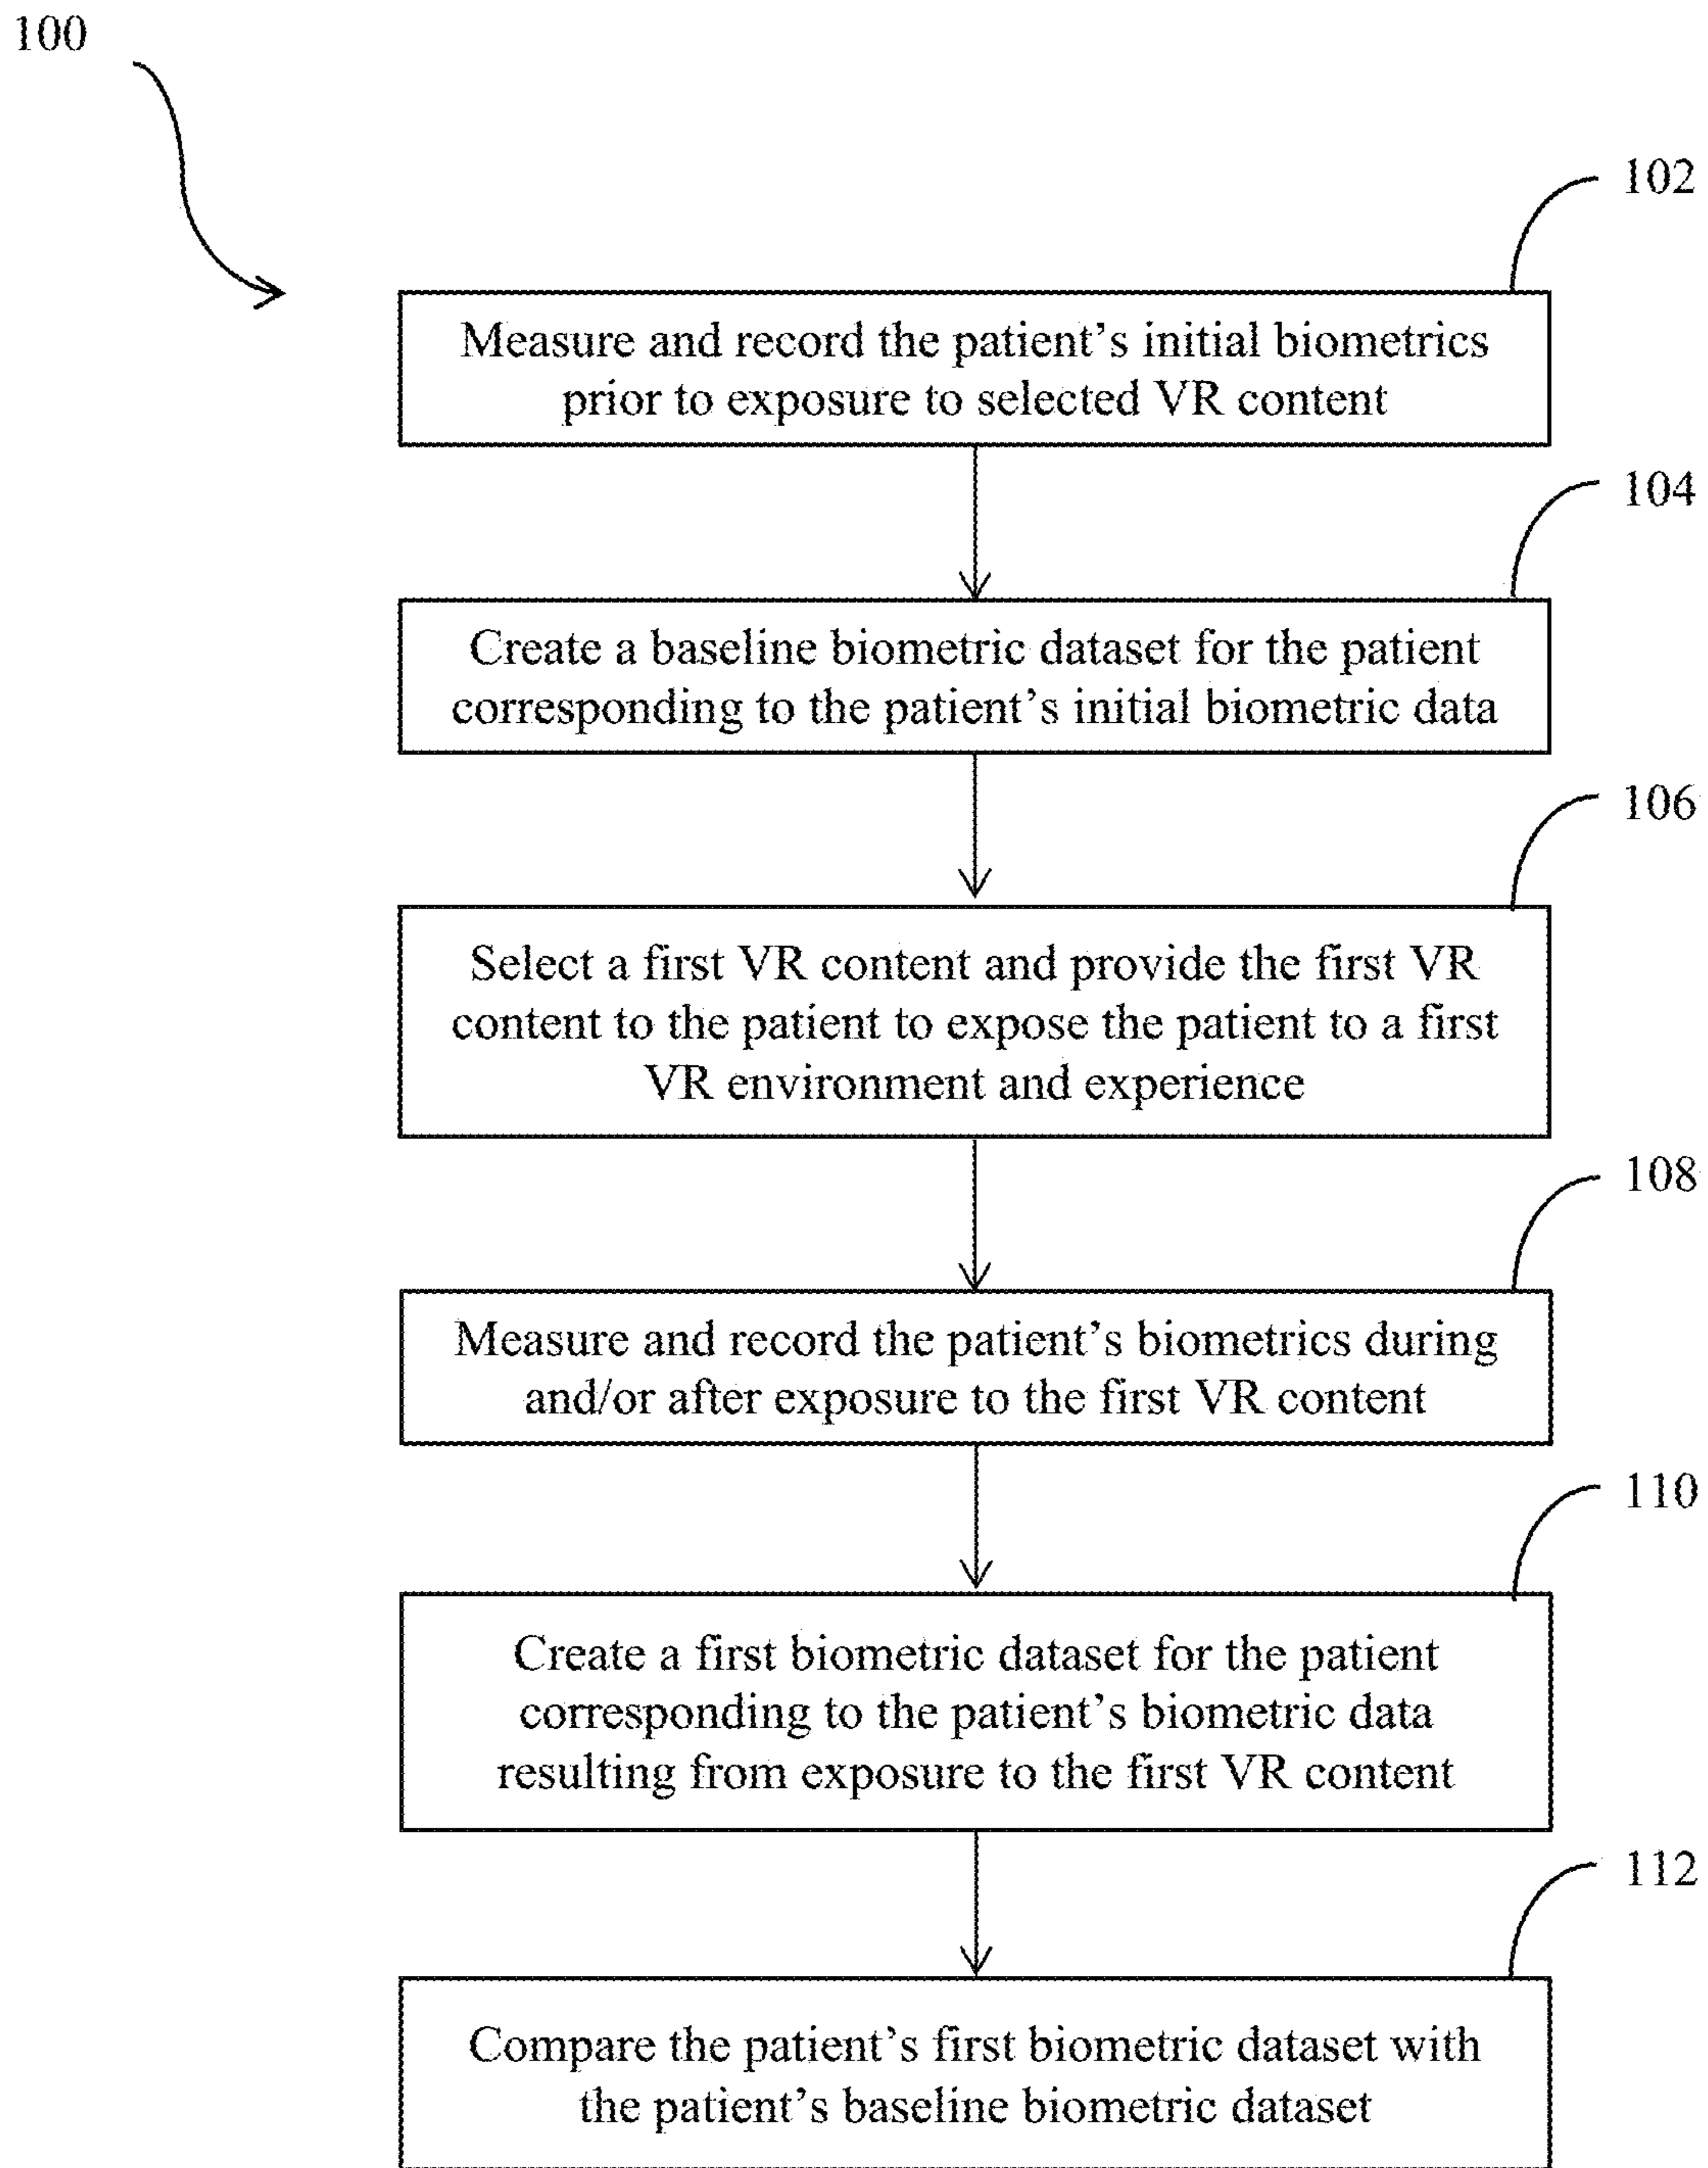 100
102
Measure and record the patient's initial biometrics
prior to exposure to selected VR content
104
Create a baseline biometric dataset for the patient
corresponding to the patient's initial biometric data
106
Select a first VR content and provide the first VR
content to the patient to expose the patient to a first
VR environment and experience
108
Measure and record the patient's biometrics during
and/or after exposure to the first VR content
110
Create a first biometric dataset for the patient
corresponding to the patient's biometric data
resulting from exposure to the first VR content
112
Compare the patient's first biometric dataset with
the patient's baseline biometric dataset